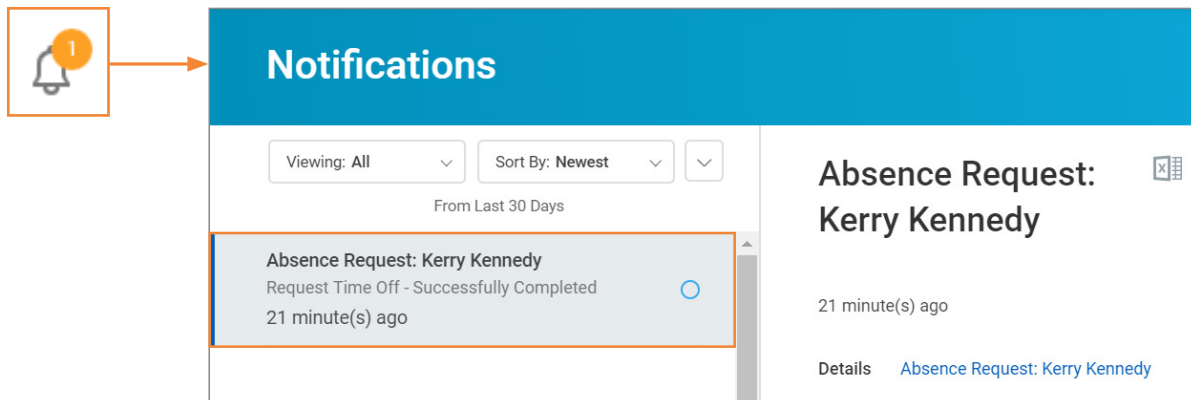 1
Notifications
Viewing: All
Sort By: Newest
From Last 30 Days
Absence Request: Kerry Kennedy
Request Time Off - Successfully Completed
21 minute(s) ago
Absence Request:
Kerry Kennedy
21 minute(s) ago
Details Absence Request: Kerry Kennedy